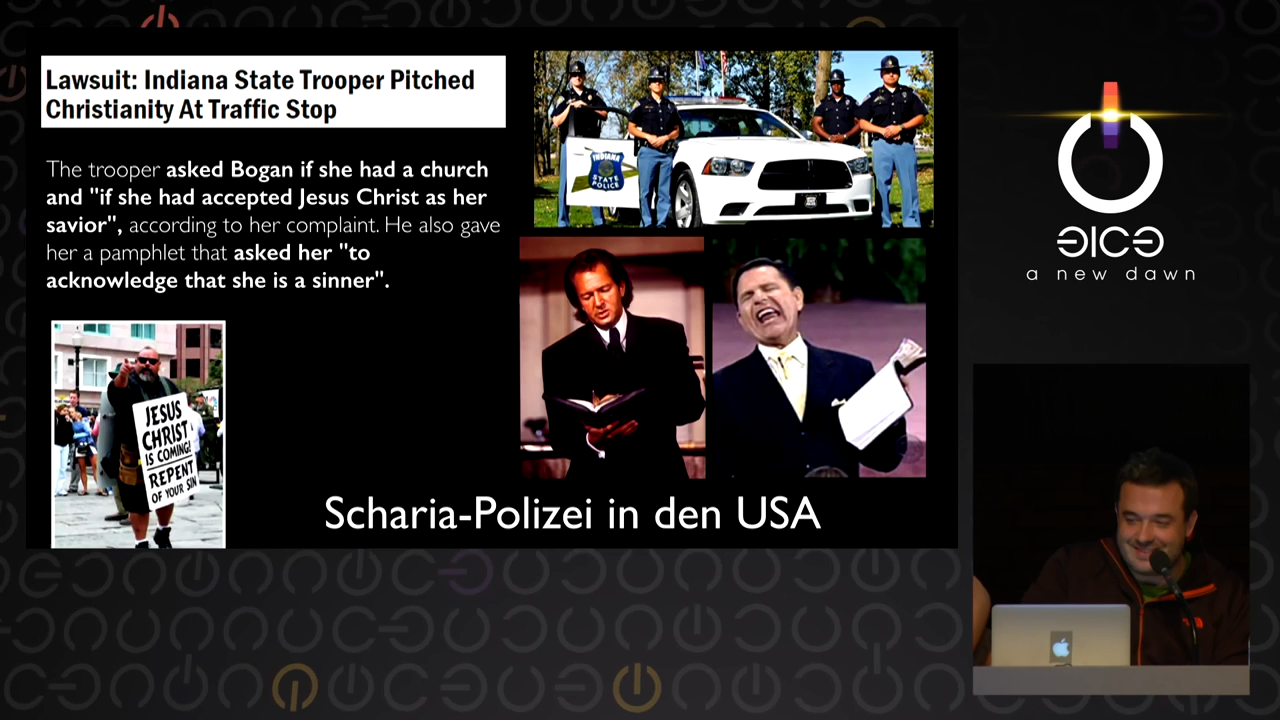 Lawsuit: Indiana State Trooper Pitched
Christianity At Traffic Stop
The trooper asked Bogan if she had a church
and "if she had accepted Jesus Christ as her
savior", according to her complaint. He also gave
her a pamphlet that asked her "to
acknowledge that she is a sinner".
INDIANA
STATE
POLICE
JESUS
CHRIST
IS COMING!
REPENT
OF YOUR SIN
Scharia-Polizei in den USA
a new dawn